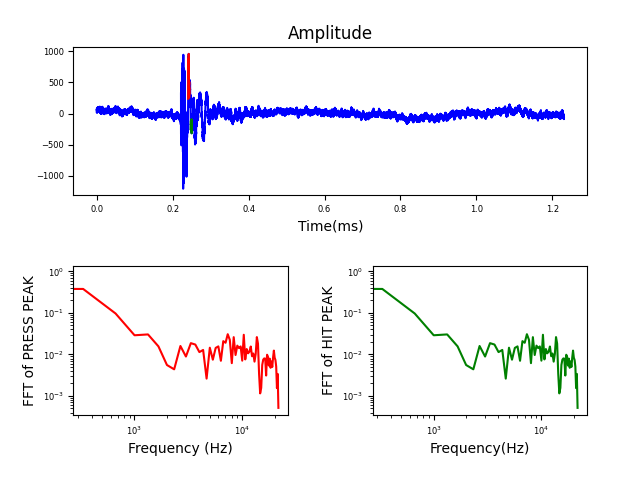 Amplitude
1000
500
0
−500
−1000
0.0 0.2 0.4 0.6 0.8 1.0 1.2
Time(ms)
FFT of PRESS PEAK
10⁰
10⁻¹
10⁻²
10⁻³
10³ 10⁴
Frequency (Hz)
FFT of HIT PEAK
10⁰
10⁻¹
10⁻²
10⁻³
10³ 10⁴
Frequency(Hz)